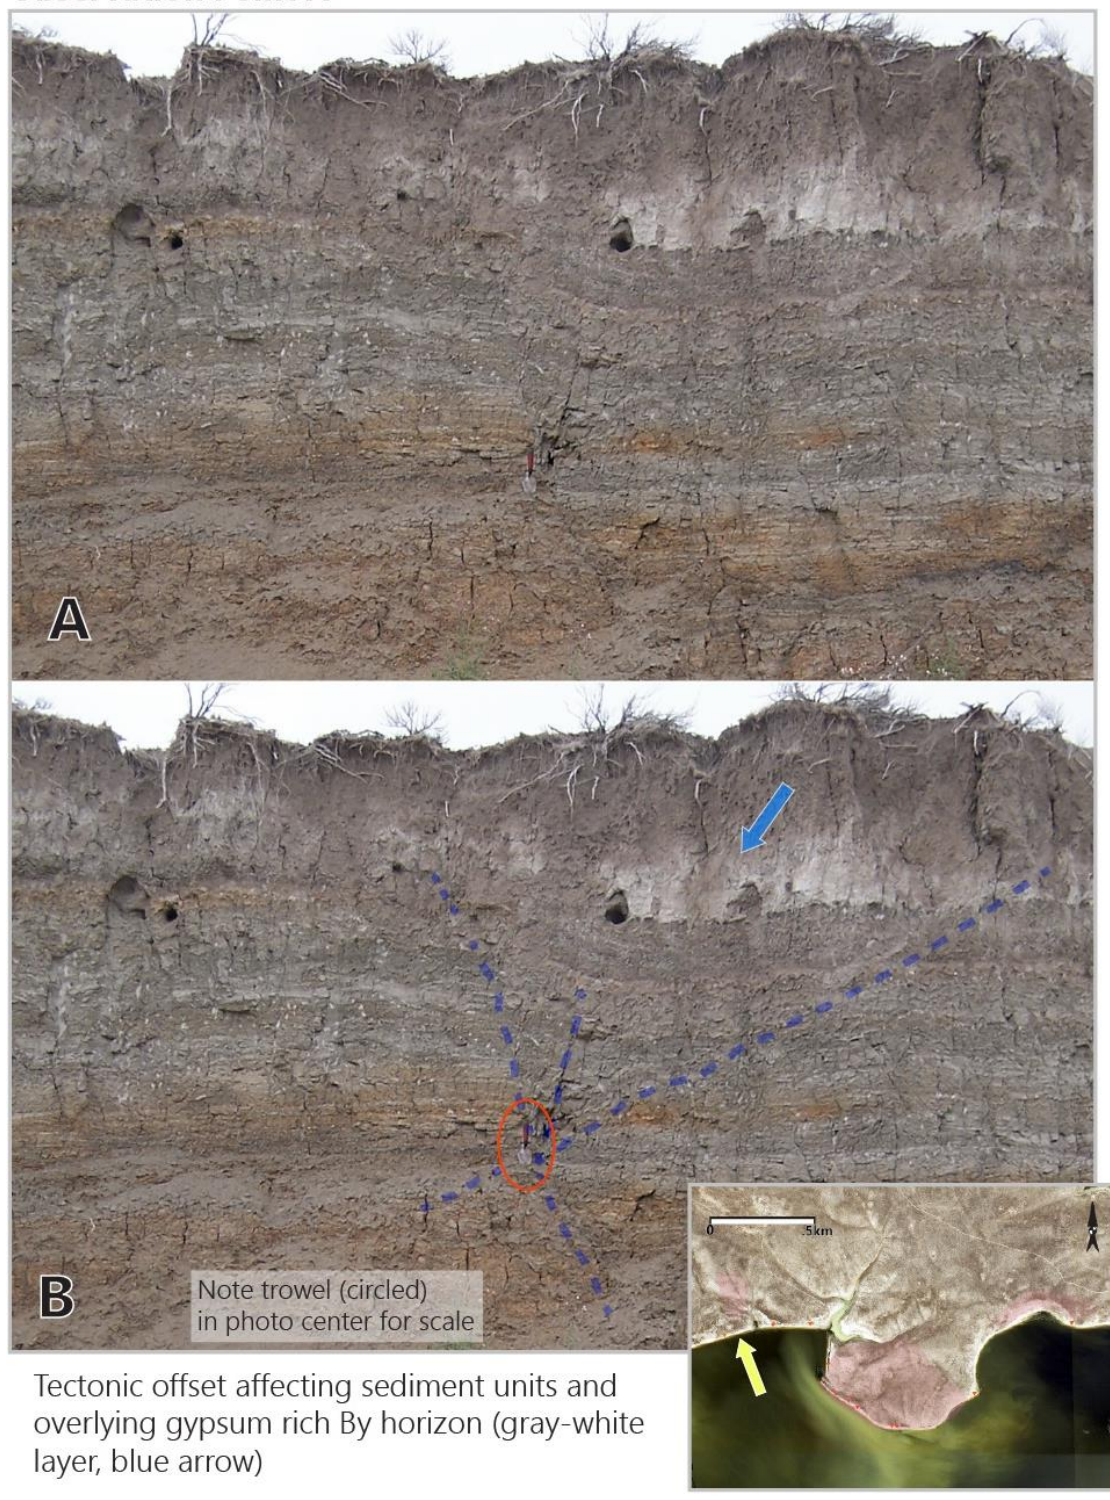 A
B
Note trowel (circled)
in photo center for scale
0 .5km
Tectonic offset affecting sediment units and
overlying gypsum rich By horizon (gray-white
layer, blue arrow)